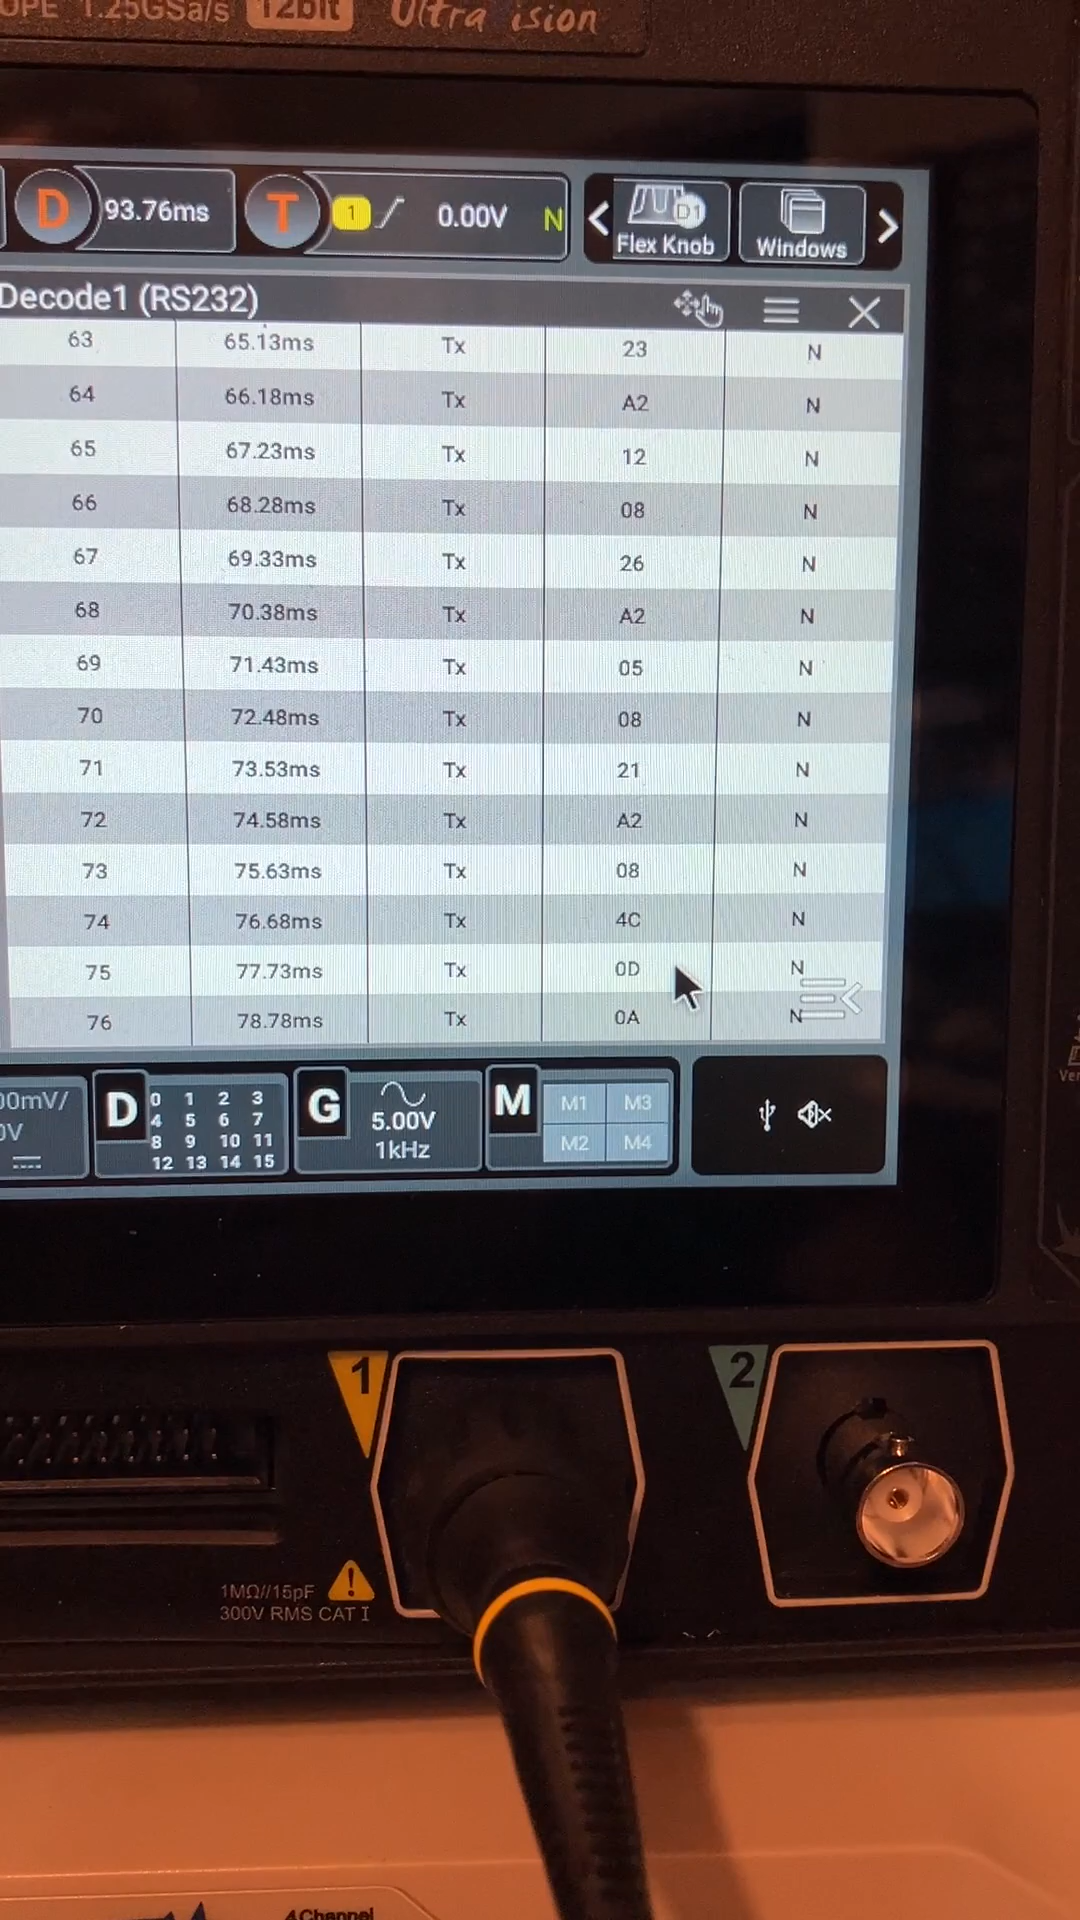 1.25GSa/s 12bit Ultra ision
D 93.76ms T 1 0.00V N Flex Knob D1 Windows
Decode1 (RS232)
63 65.13ms Tx 23 N
64 66.18ms Tx A2 N
65 67.23ms Tx 12 N
66 68.28ms Tx 08 N
67 69.33ms Tx 26 N
68 70.38ms Tx A2 N
69 71.43ms Tx 05 N
70 72.48ms Tx 08 N
71 73.53ms Tx 21 N
72 74.58ms Tx A2 N
73 75.63ms Tx 08 N
74 76.68ms Tx 4C N
75 77.73ms Tx 0D N
76 78.78ms Tx 0A N
00mV/
0V
D
0 1 2 3
4 5 6 7
8 9 10 11
12 13 14 15
G
5.00V
1kHz
M
M1 M3
M2 M4
1
2
1MΩ//15pF
300V RMS CAT I
4Channel